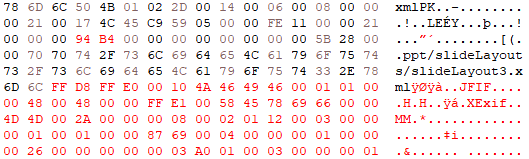 78 6D 6C 50 4B 01 02 2D 00 14 00 06 00 08 00 00 xmlPK..-........
00 21 00 17 4C 45 C9 59 05 00 00 FE 11 00 00 21 .!..LEÉY...þ...!
00 00 00 94 B4 00 00 00 00 00 00 00 00 5B 28 00 ...”´........[(.
00 70 70 74 2F 73 6C 69 64 65 4C 61 79 6F 75 74 .ppt/slideLayout
73 2F 73 6C 69 64 65 4C 61 79 6F 75 74 33 2E 78 s/slideLayout3.x
6D 6C FF D8 FF E0 00 10 4A 46 49 46 00 01 01 00 mlÿØÿà..JFIF....
00 48 00 48 00 00 FF E1 00 58 45 78 69 66 00 00 .H.H..ÿá.XExif..
4D 4D 00 2A 00 00 00 08 00 02 01 12 00 03 00 00 MM.*............
00 01 00 01 00 00 87 69 00 04 00 00 00 01 00 00 ......‡i........
00 26 00 00 00 00 00 03 A0 01 00 03 00 00 00 01 .&...... .......